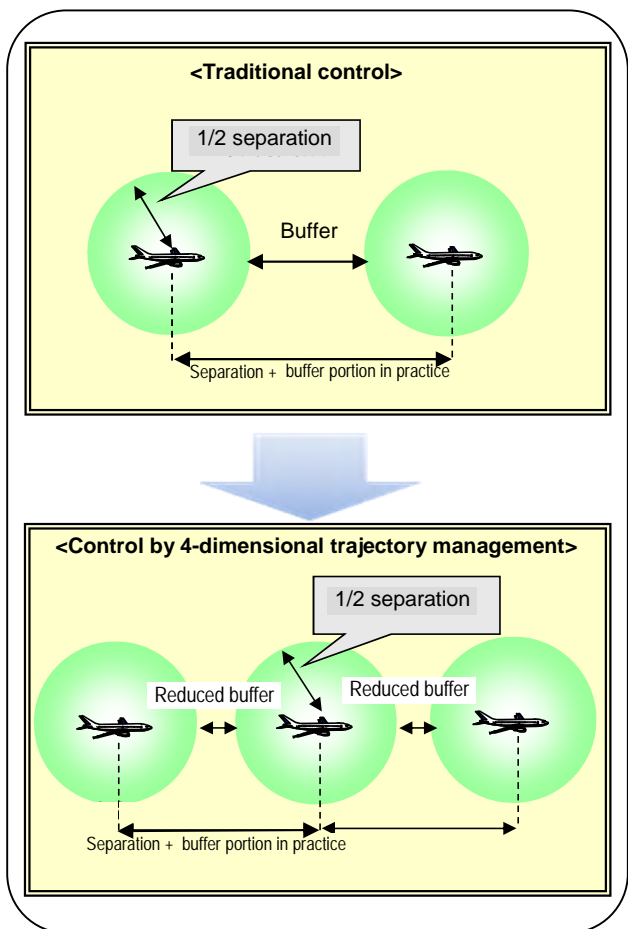 <Traditional control>
1/2 separation
Buffer
Separation + buffer portion in practice
<Control by 4-dimensional trajectory management>
1/2 separation
Reduced buffer
Reduced buffer
Separation + buffer portion in practice